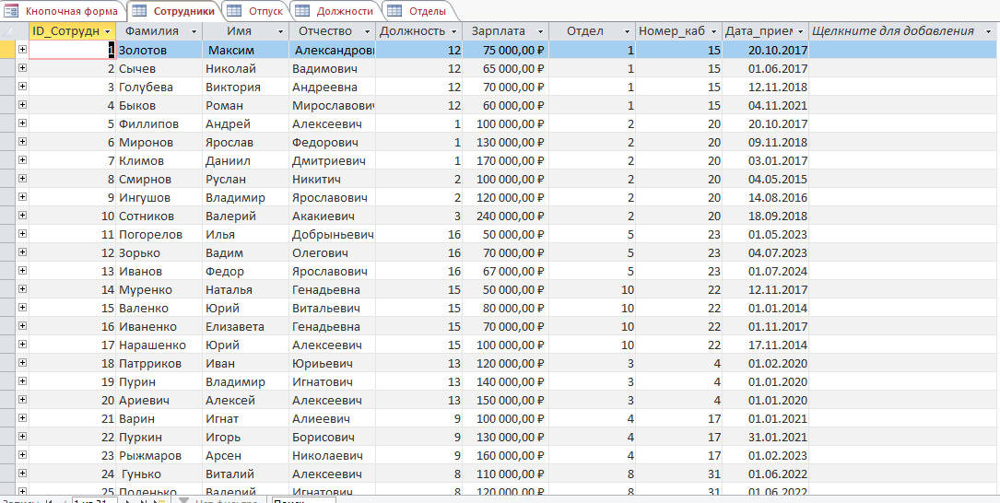 Кнопочная форма Сотрудники Отпуск Должности Отделы
ID_Сотрудн Фамилия Имя Отчество Должность Зарплата Отдел Номер_каб Дата_прием Щелкните для добавления
1 Золотов Максим Александрови 12 75 000,00 ₽ 1 15 20.10.2017
2 Сычев Николай Вадимович 12 65 000,00 ₽ 1 15 01.06.2017
3 Голубева Виктория Андреевна 12 70 000,00 ₽ 1 15 12.11.2018
4 Быков Роман Мирославович 12 60 000,00 ₽ 1 15 04.11.2021
5 Филлипов Андрей Алексеевич 1 100 000,00 ₽ 2 20 20.10.2017
6 Миронов Ярослав Федорович 1 130 000,00 ₽ 2 20 09.11.2018
7 Климов Даниил Дмитриевич 1 170 000,00 ₽ 2 20 03.01.2017
8 Смирнов Руслан Никитич 2 100 000,00 ₽ 2 20 04.05.2015
9 Ингушов Владимир Ярославович 2 120 000,00 ₽ 2 20 14.08.2016
10 Сотников Валерий Акакиевич 3 240 000,00 ₽ 2 20 18.09.2018
11 Погорелов Илья Добрыньевич 16 50 000,00 ₽ 5 23 01.05.2023
12 Зорько Вадим Олегович 16 70 000,00 ₽ 5 23 04.07.2023
13 Иванов Федор Ярославович 16 67 000,00 ₽ 5 23 01.07.2024
14 Муренко Наталья Генадьевна 15 50 000,00 ₽ 10 22 12.11.2017
15 Валенко Юрий Витальевич 15 80 000,00 ₽ 10 22 01.01.2014
16 Иваненко Елизавета Генадьевна 15 70 000,00 ₽ 10 22 01.11.2017
17 Нарашенко Юрий Алексеевич 15 100 000,00 ₽ 10 22 17.11.2014
18 Патрриков Иван Юриьевич 13 120 000,00 ₽ 3 4 01.02.2020
19 Пурин Владимир Игнатович 13 140 000,00 ₽ 3 4 01.01.2020
20 Ариевич Алексей Алексеевич 13 150 000,00 ₽ 3 4 01.01.2020
21 Варин Игнат Алиеевич 9 100 000,00 ₽ 4 17 01.01.2021
22 Пуркин Игорь Борисович 9 130 000,00 ₽ 4 17 31.01.2021
23 Рыжмаров Арсен Николаевич 9 160 000,00 ₽ 4 17 01.02.2023
24 Гунько Виталий Алексеевич 8 110 000,00 ₽ 8 31 01.06.2022
25 Поленько Валерий Игнатович 8 120 000,00 ₽ 8 31 01.06.2022
1 из 31 Нет фильтра Поиск